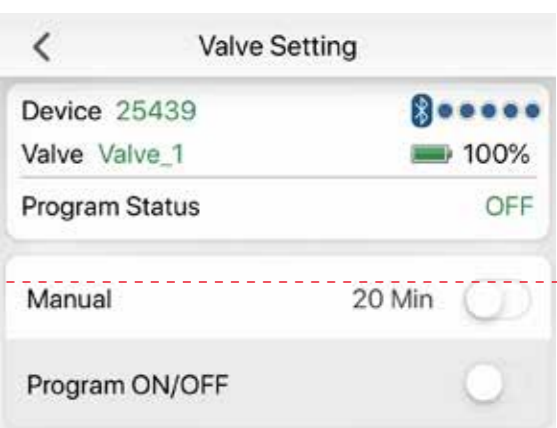 Valve Setting
Device 25439
Valve Valve_1 100%
Program Status OFF
Manual 20 Min
Program ON/OFF